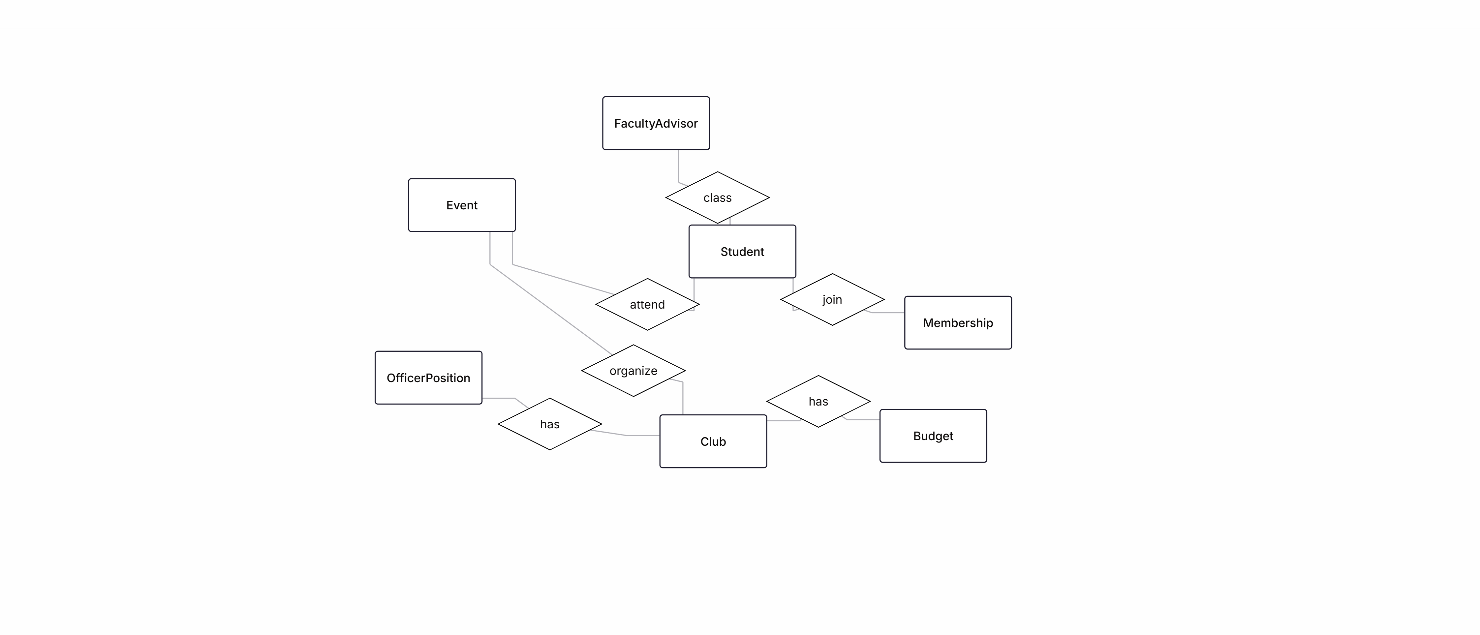 FacultyAdvisor
class
Event
Student
attend
join
Membership
organize
OfficerPosition
has
has
Club
Budget